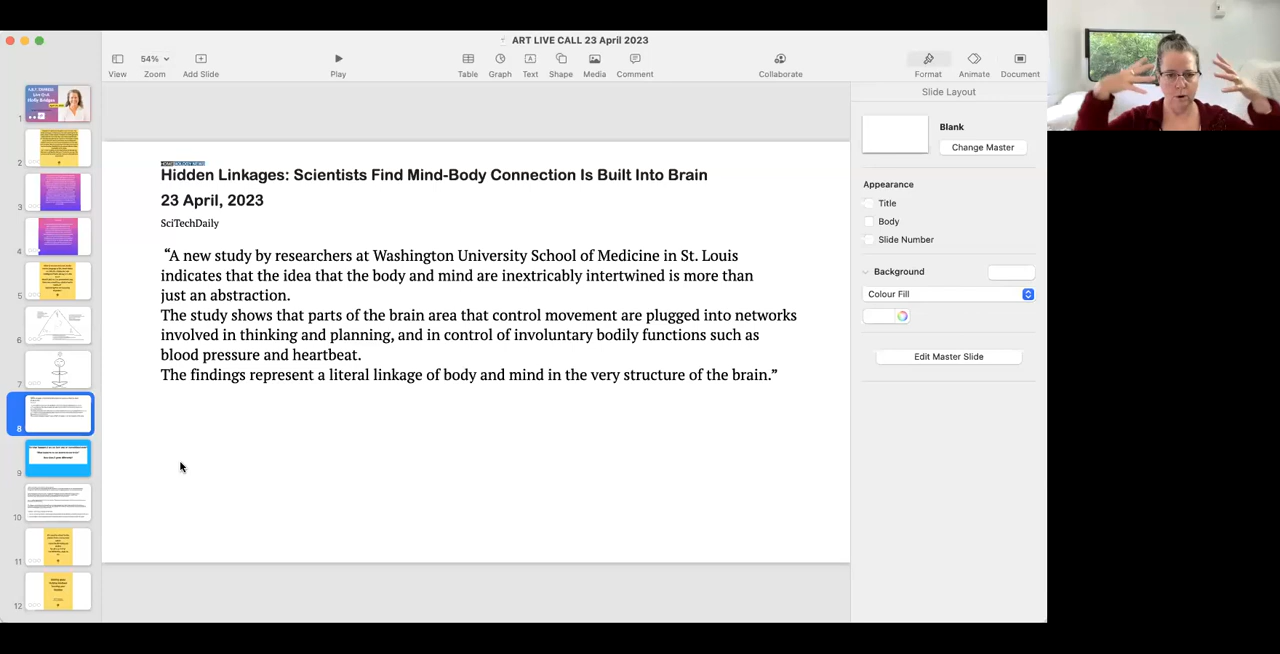 ART LIVE CALL 23 April 2023
54%
View
Zoom
Add Slide
Play
Table
Graph
Text
Shape
Media
Comment
Collaborate
Format
Animate
Document
Slide Layout
Blank
Change Master
Appearance
Title
Body
Slide Number
Background
Colour Fill
Edit Master Slide
Holly Bridges
1
2
3
4
5
6
7
8
9
10
11
12
Hidden Linkages: Scientists Find Mind-Body Connection Is Built Into Brain
23 April, 2023
SciTechDaily
“A new study by researchers at Washington University School of Medicine in St. Louis
indicates that the idea that the body and mind are inextricably intertwined is more than
just an abstraction.
The study shows that parts of the brain area that control movement are plugged into networks
involved in thinking and planning, and in control of involuntary bodily functions such as
blood pressure and heartbeat.
The findings represent a literal linkage of body and mind in the very structure of the brain.”